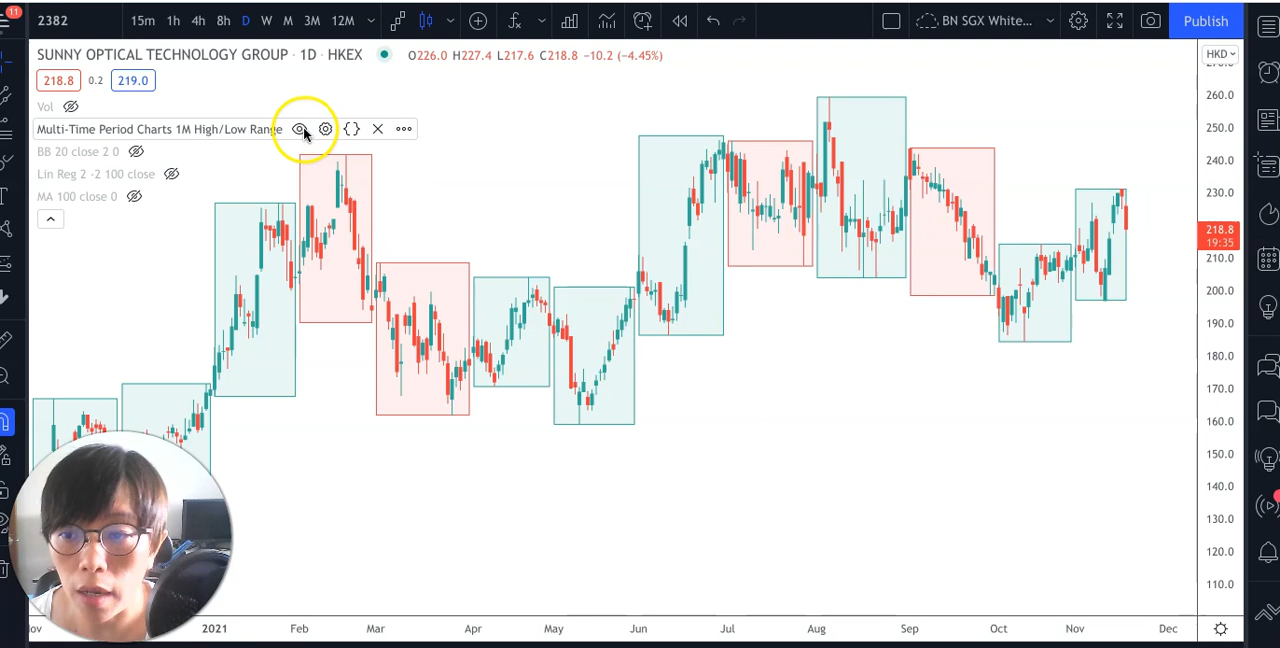 11
2382 15m 1h 4h 8h D W M 3M 12M BN SGX White... Publish
SUNNY OPTICAL TECHNOLOGY GROUP · 1D · HKEX O226.0 H227.4 L217.6 C218.8 −10.2 (−4.45%) HKD
218.8 0.2 219.0
Vol
Multi-Time Period Charts 1M High/Low Range
BB 20 close 2 0
Lin Reg 2 -2 100 close
MA 100 close 0
260.0
250.0
240.0
230.0
218.8
19:35
210.0
200.0
190.0
180.0
170.0
160.0
150.0
140.0
130.0
120.0
110.0
2021 Feb Mar Apr May Jun Jul Aug Sep Oct Nov Dec